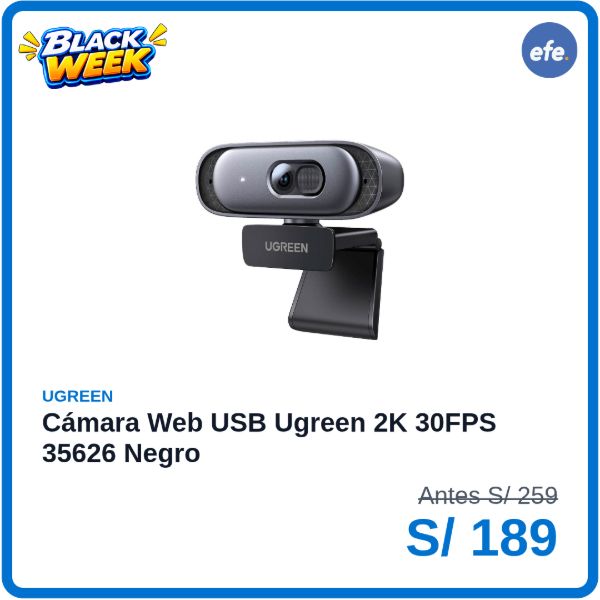 BLACK
WEEK
efe.
UGREEN
UGREEN
Cámara Web USB Ugreen 2K 30FPS
35626 Negro
Antes S/ 259
S/ 189